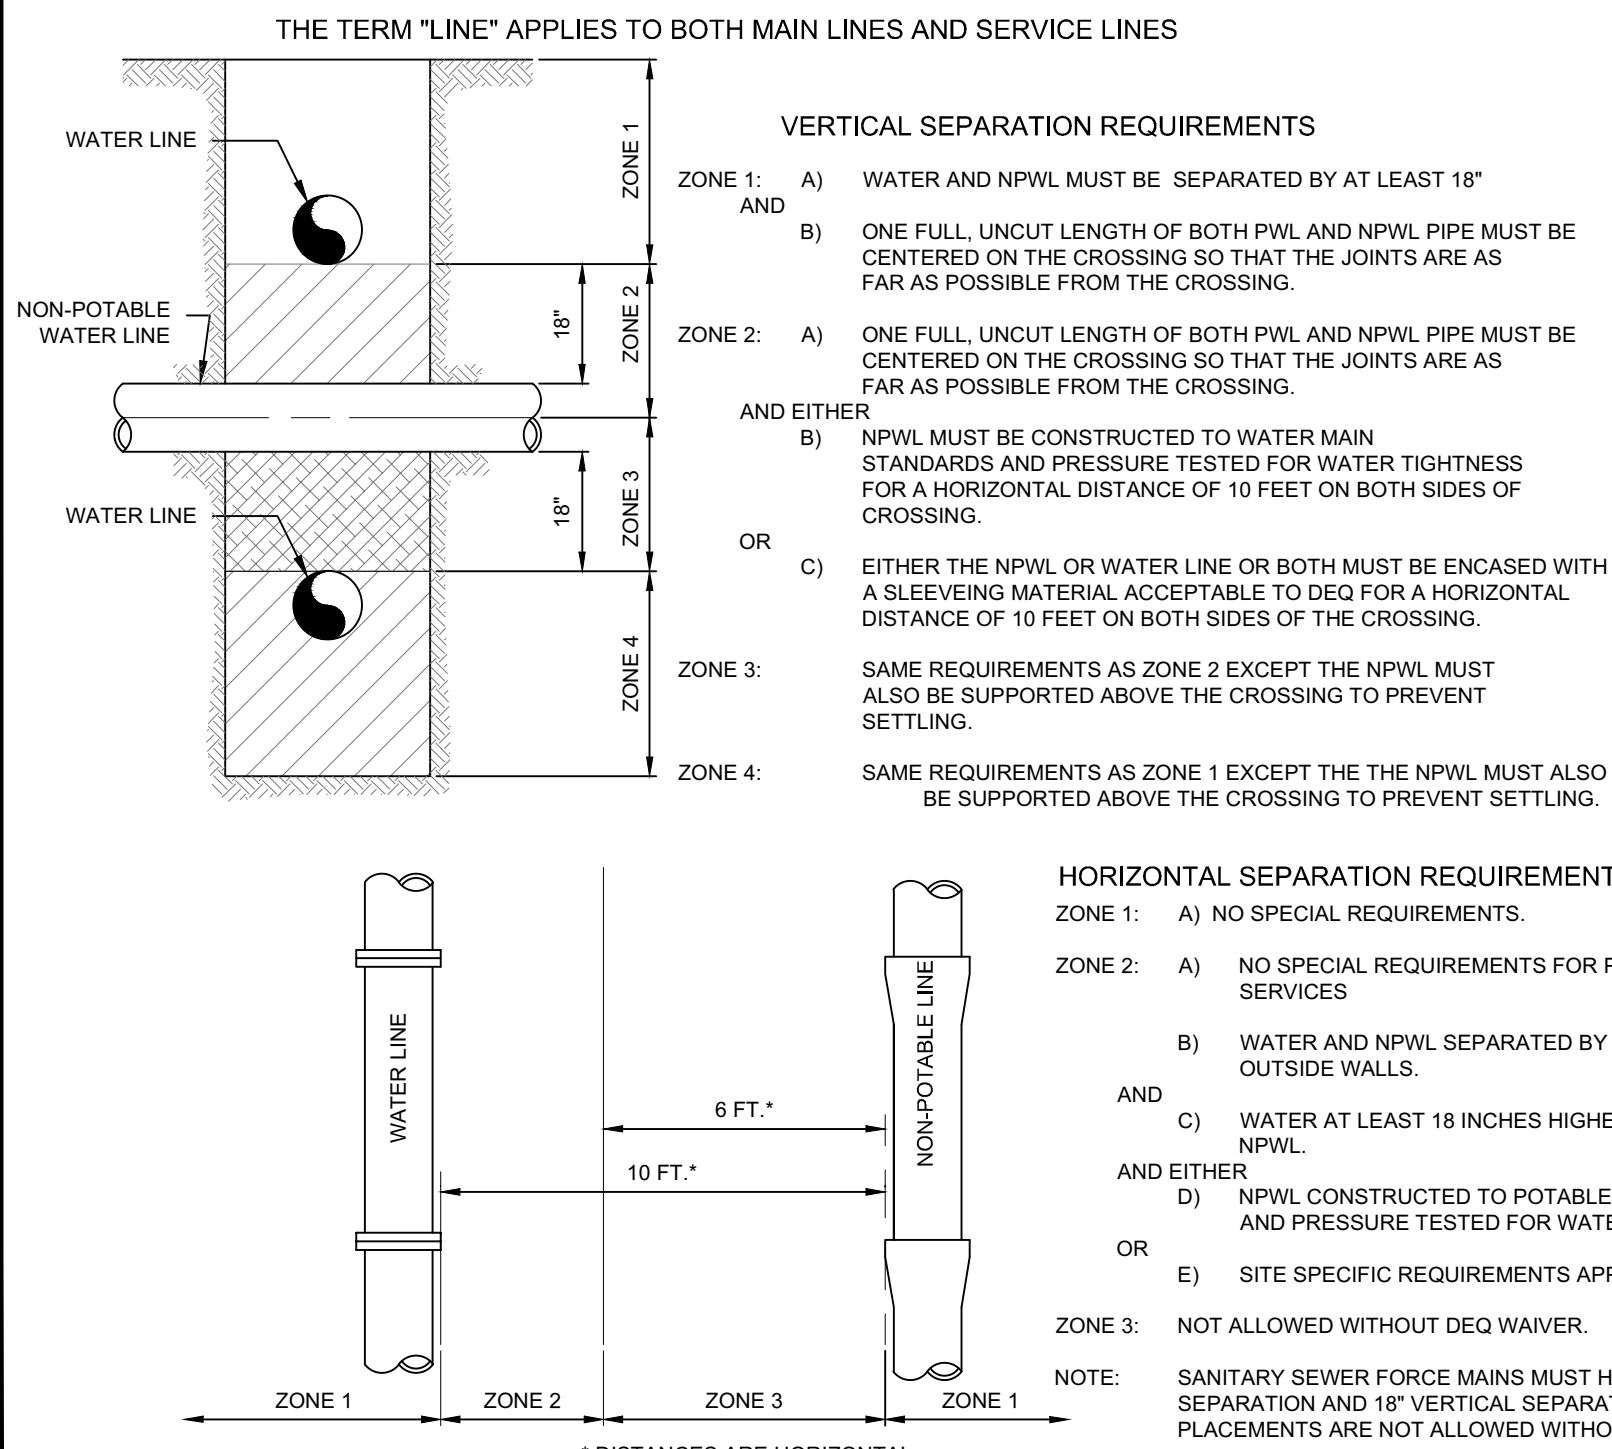 THE TERM "LINE" APPLIES TO BOTH MAIN LINES AND SERVICE LINES
WATER LINE
NON-POTABLE
WATER LINE
WATER LINE
18"
18"
ZONE 1
ZONE 2
ZONE 3
ZONE 4
VERTICAL SEPARATION REQUIREMENTS
ZONE 1: A) WATER AND NPWL MUST BE SEPARATED BY AT LEAST 18"
AND
B) ONE FULL, UNCUT LENGTH OF BOTH PWL AND NPWL PIPE MUST BE
CENTERED ON THE CROSSING SO THAT THE JOINTS ARE AS
FAR AS POSSIBLE FROM THE CROSSING.
ZONE 2: A) ONE FULL, UNCUT LENGTH OF BOTH PWL AND NPWL PIPE MUST BE
CENTERED ON THE CROSSING SO THAT THE JOINTS ARE AS
FAR AS POSSIBLE FROM THE CROSSING.
AND EITHER
B) NPWL MUST BE CONSTRUCTED TO WATER MAIN
STANDARDS AND PRESSURE TESTED FOR WATER TIGHTNESS
FOR A HORIZONTAL DISTANCE OF 10 FEET ON BOTH SIDES OF
CROSSING.
OR
C) EITHER THE NPWL OR WATER LINE OR BOTH MUST BE ENCASED WITH
A SLEEVEING MATERIAL ACCEPTABLE TO DEQ FOR A HORIZONTAL
DISTANCE OF 10 FEET ON BOTH SIDES OF THE CROSSING.
ZONE 3: SAME REQUIREMENTS AS ZONE 2 EXCEPT THE NPWL MUST
ALSO BE SUPPORTED ABOVE THE CROSSING TO PREVENT
SETTLING.
ZONE 4: SAME REQUIREMENTS AS ZONE 1 EXCEPT THE THE NPWL MUST ALSO
BE SUPPORTED ABOVE THE CROSSING TO PREVENT SETTLING.
WATER LINE
NON-POTABLE LINE
6 FT.*
10 FT.*
ZONE 1
ZONE 2
ZONE 3
ZONE 1
* DISTANCES ARE HORIZONTAL
HORIZONTAL SEPARATION
ZONE 1: A) NO SPECIAL REQUIREMENTS.
ZONE 2: A) NO SPECIAL REQUIREMENTS FOR
SERVICES
B) WATER AND NPWL SEPARATED BY
OUTSIDE WALLS.
AND
C) WATER AT LEAST 18 INCHES
NPWL.
AND EITHER
D) NPWL CONSTRUCTED TO POTABLE
AND PRESSURE TESTED FOR
OR
E) SITE SPECIFIC REQUIREMENTS
ZONE 3: NOT ALLOWED WITHOUT DEQ WAIVER.
NOTE: SANITARY SEWER FORCE MAINS MUST
SEPARATION AND 18" VERTICAL
PLACEMENTS ARE NOT ALLOWED